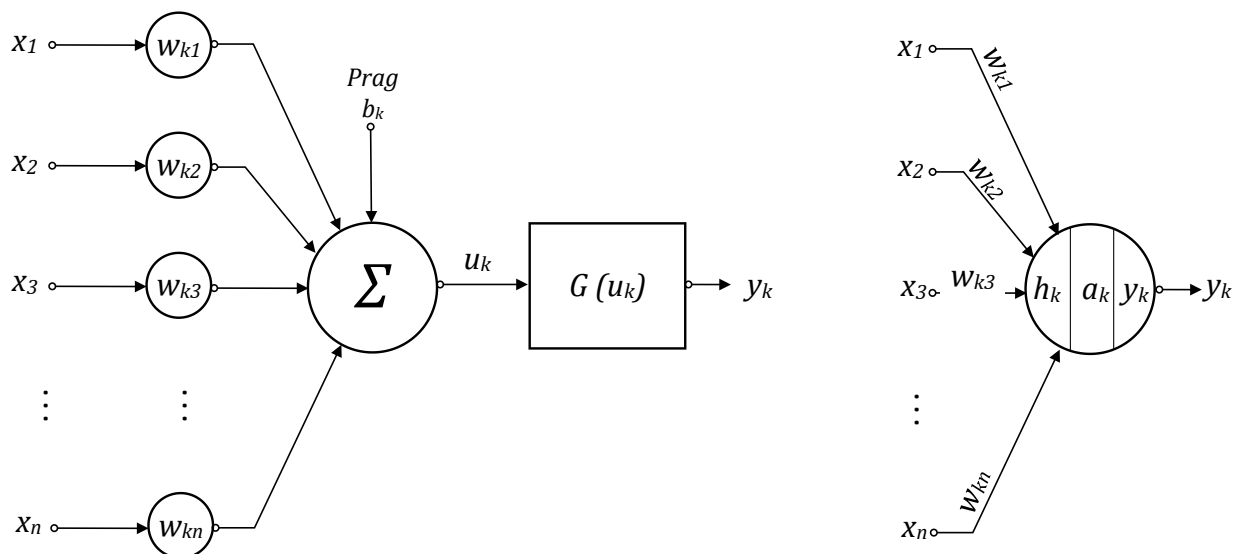 x1 wk1
Prag
bk
x2 wk2
x3 wk3
Σ uk G (uk) yk
⋮ ⋮
xn wkn
x1 wk1
x2 wk2
x3 wk3 hk ak yk yk
⋮
xn wkn